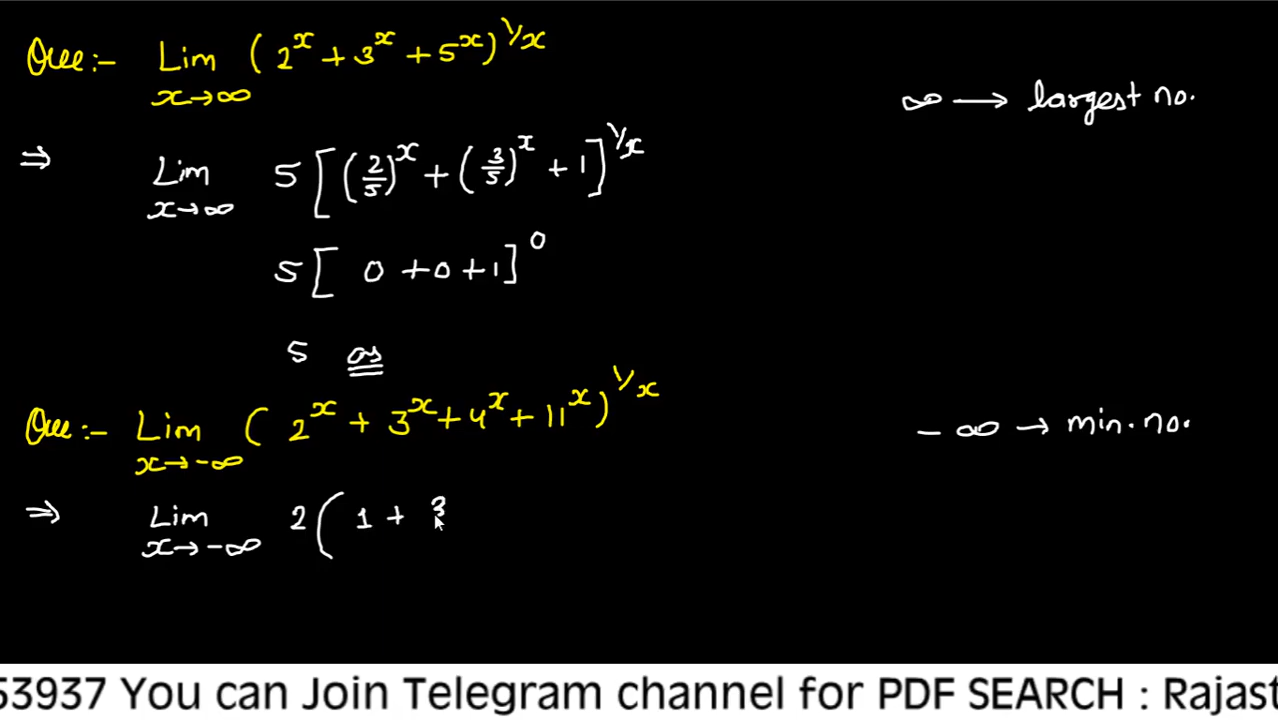 Que:- Lim x→∞ (2^x + 3^x + 5^x)^1/x
∞ → largest no.
⇒ Lim x→∞ 5[(2/5)^x + (3/5)^x + 1]^1/x
5[0 + 0 + 1]^0
5 as
Que:- Lim x→-∞ (2^x + 3^x + 4^x + 11^x)^1/x
-∞ → min. no.
⇒ Lim x→-∞ 2(1 + 3
53937 You can Join Telegram channel for PDF SEARCH : Rajast